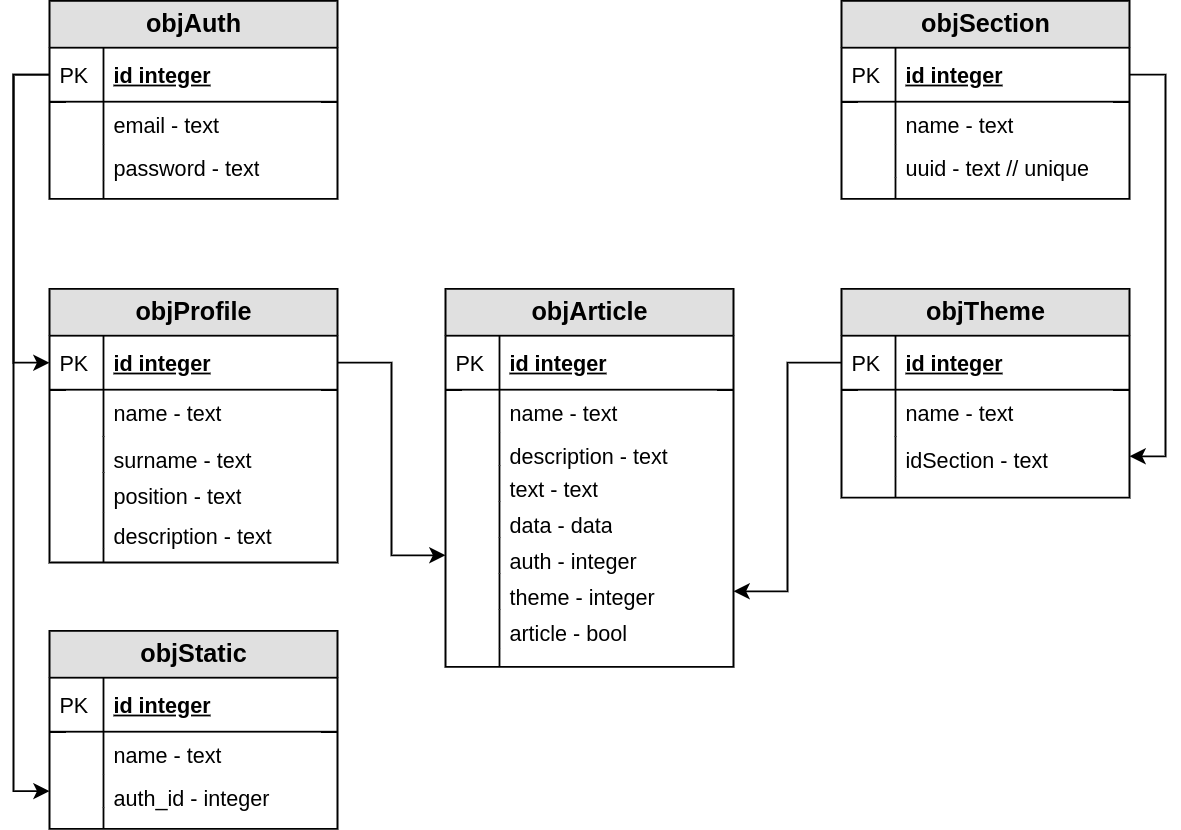 objAuth
PK id integer
email - text
password - text
objSection
PK id integer
name - text
uuid - text // unique
objProfile
PK id integer
name - text
surname - text
position - text
description - text
objArticle
PK id integer
name - text
description - text
text - text
data - data
auth - integer
theme - integer
article - bool
objTheme
PK id integer
name - text
idSection - text
objStatic
PK id integer
name - text
auth_id - integer